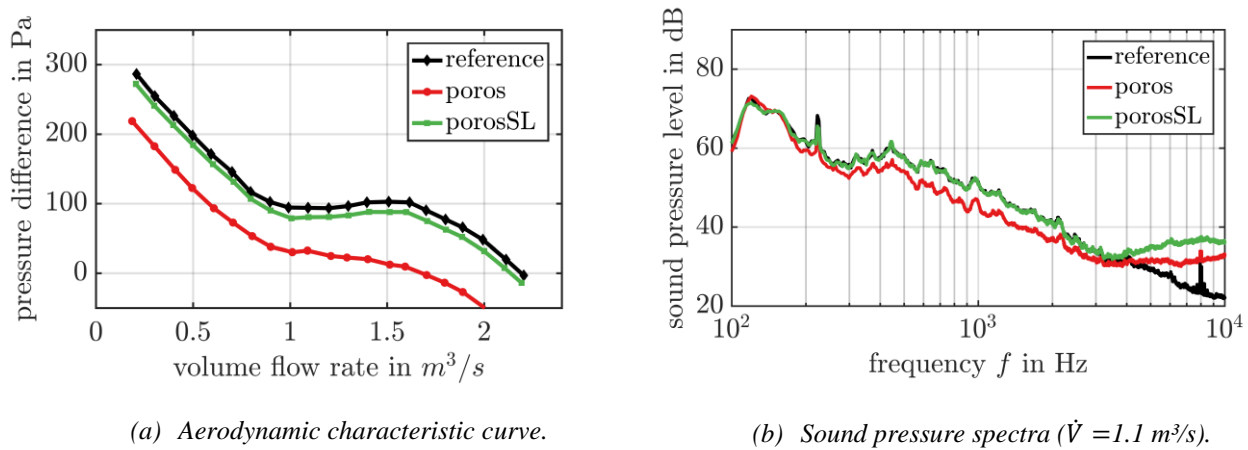 pressure difference in Pa
300
200
100
0
reference
poros
porosSL
0 0.5 1 1.5 2
volume flow rate in m³/s
(a) Aerodynamic characteristic curve.
sound pressure level in dB
80
60
40
20
reference
poros
porosSL
10² 10³ 10⁴
frequency f in Hz
(b) Sound pressure spectra (V̇ =1.1 m³/s).